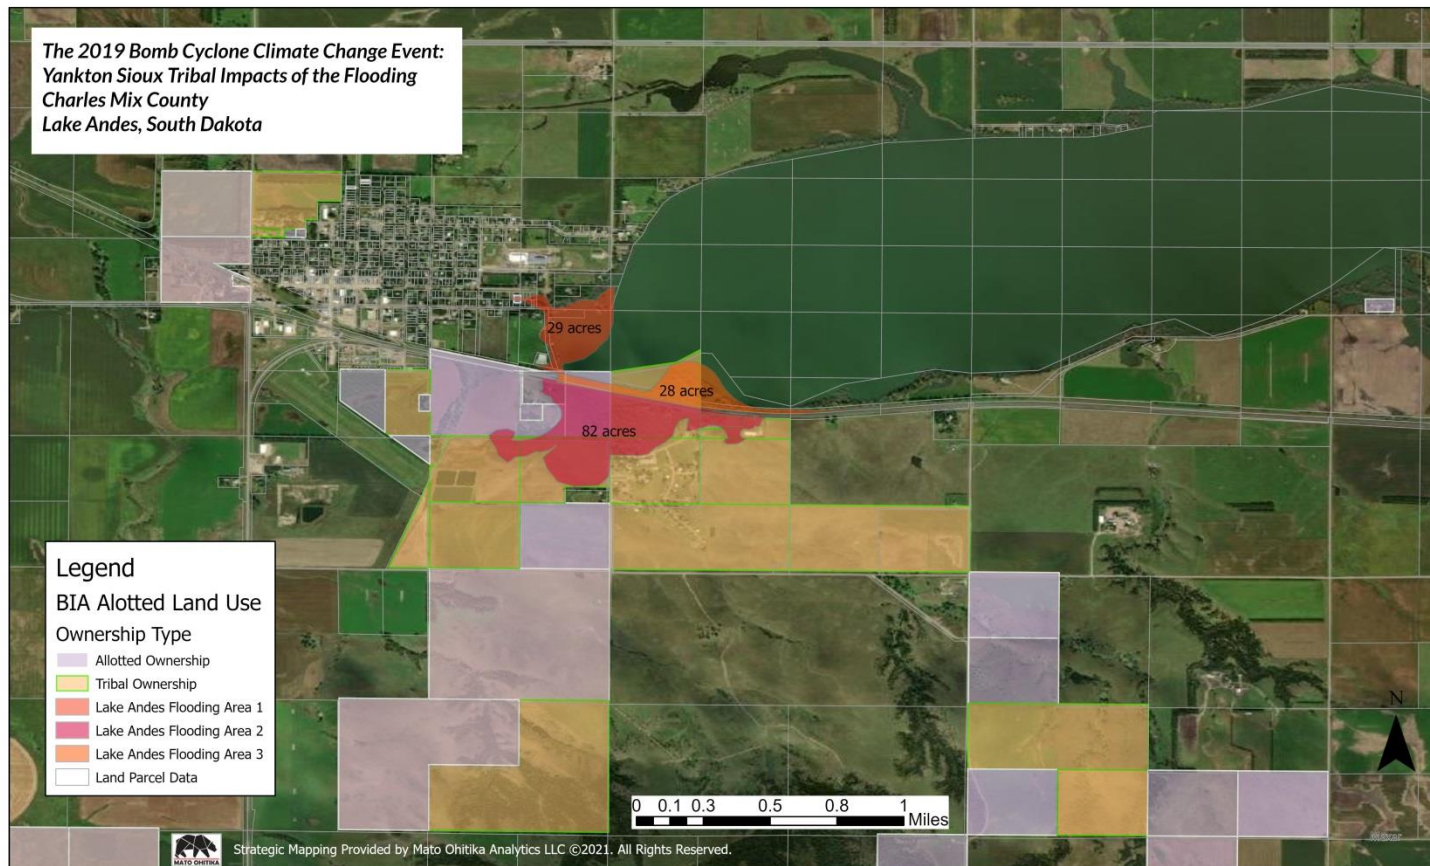 The 2019 Bomb Cyclone Climate Change Event:
Yankton Sioux Tribal Impacts of the Flooding
Charles Mix County
Lake Andes, South Dakota
29 acres
28 acres
82 acres
Legend
BIA Alotted Land Use
Ownership Type
Allotted Ownership
Tribal Ownership
Lake Andes Flooding Area 1
Lake Andes Flooding Area 2
Lake Andes Flooding Area 3
Land Parcel Data
N
0 0.1 0.3 0.5 0.8 1
Miles
MATO OHITIKA
Strategic Mapping Provided by Mato Ohitika Analytics LLC ©2021. All Rights Reserved.